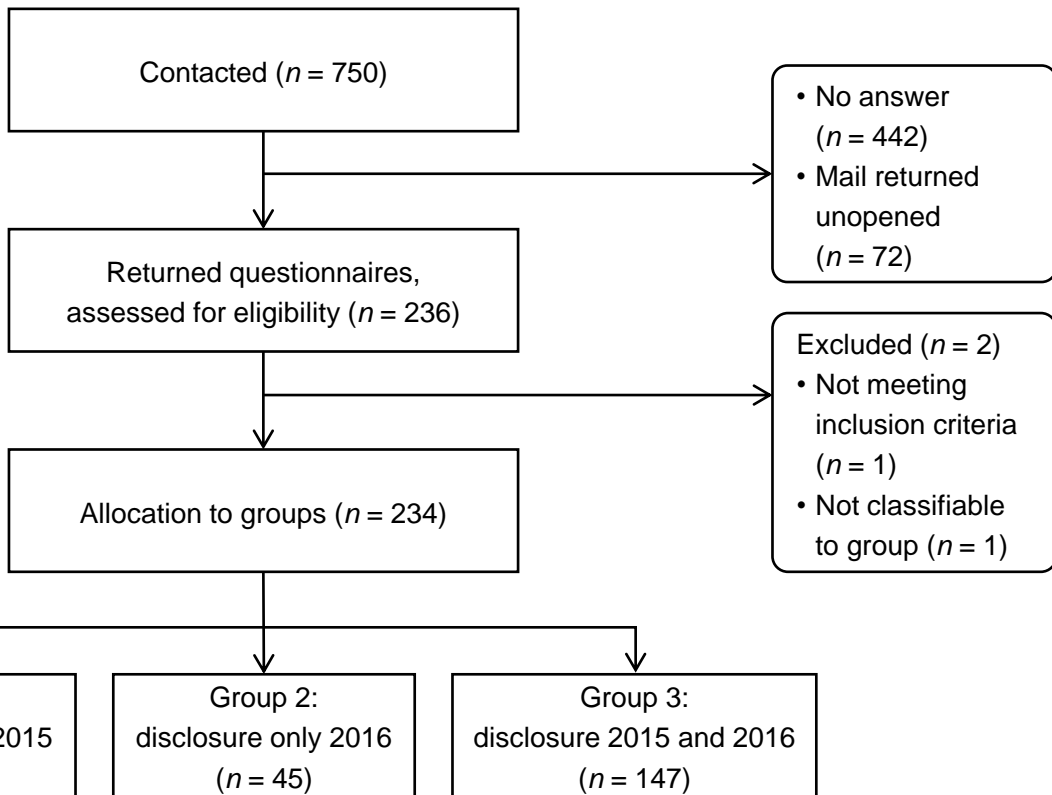 Contacted (n = 750)
• No answer
(n = 442)
• Mail returned
unopened
(n = 72)
Returned questionnaires,
assessed for eligibility (n = 236)
Excluded (n = 2)
• Not meeting
inclusion criteria
(n = 1)
• Not classifiable
to group (n = 1)
Allocation to groups (n = 234)
2015
Group 2:
disclosure only 2016
(n = 45)
Group 3:
disclosure 2015 and 2016
(n = 147)